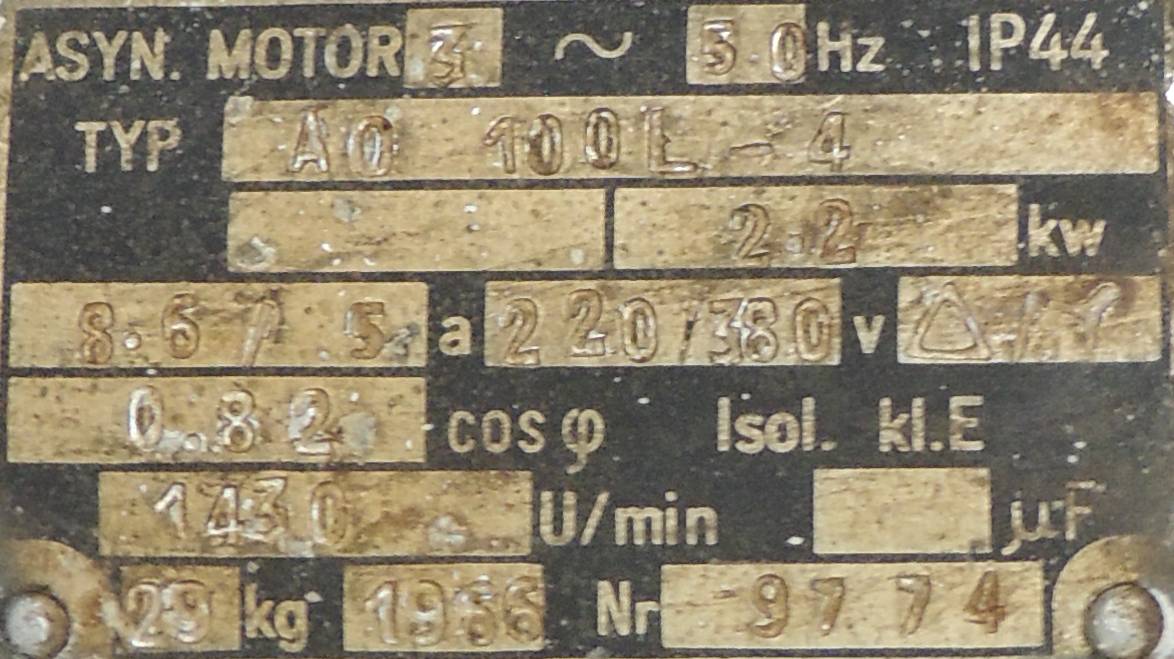 ASYN. MOTOR 3 ~ 50 Hz IP44
TYP AO 100L-4
2.2 kw
8.6/5 a 220/380 v △/Y
0.82 cosφ Isol. kl.E
1430 U/min µF
29 kg 1966 Nr 9774